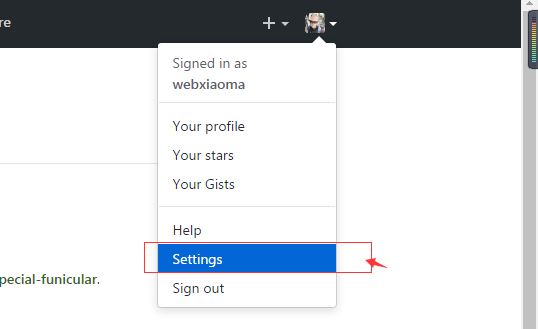 re
Signed in as
webxiaoma
Your profile
Your stars
Your Gists
Help
Settings
pecial-funicular.
Sign out